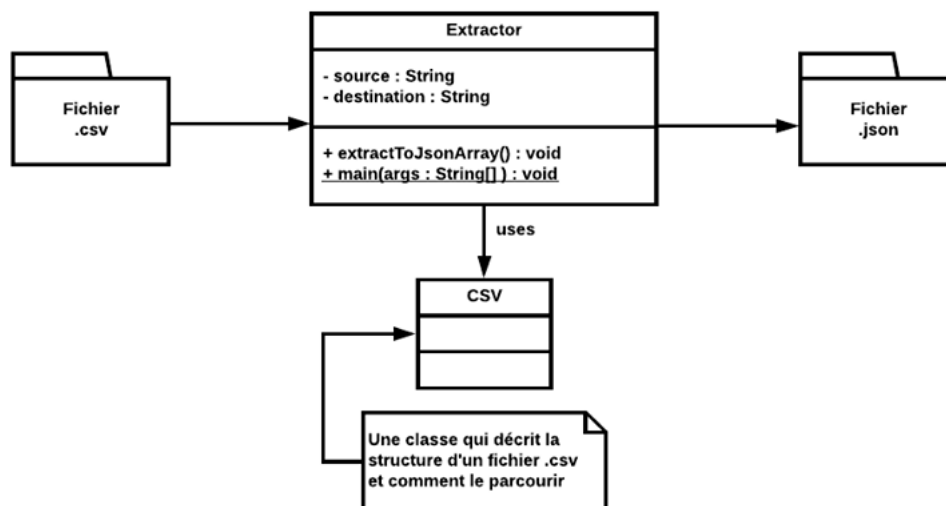 Extractor
- source : String
- destination : String
+ extractToJsonArray() : void
+ main(args : String[] ) : void
Fichier
.csv
Fichier
.json
uses
CSV
Une classe qui décrit la
structure d'un fichier .csv
et comment le parcourir